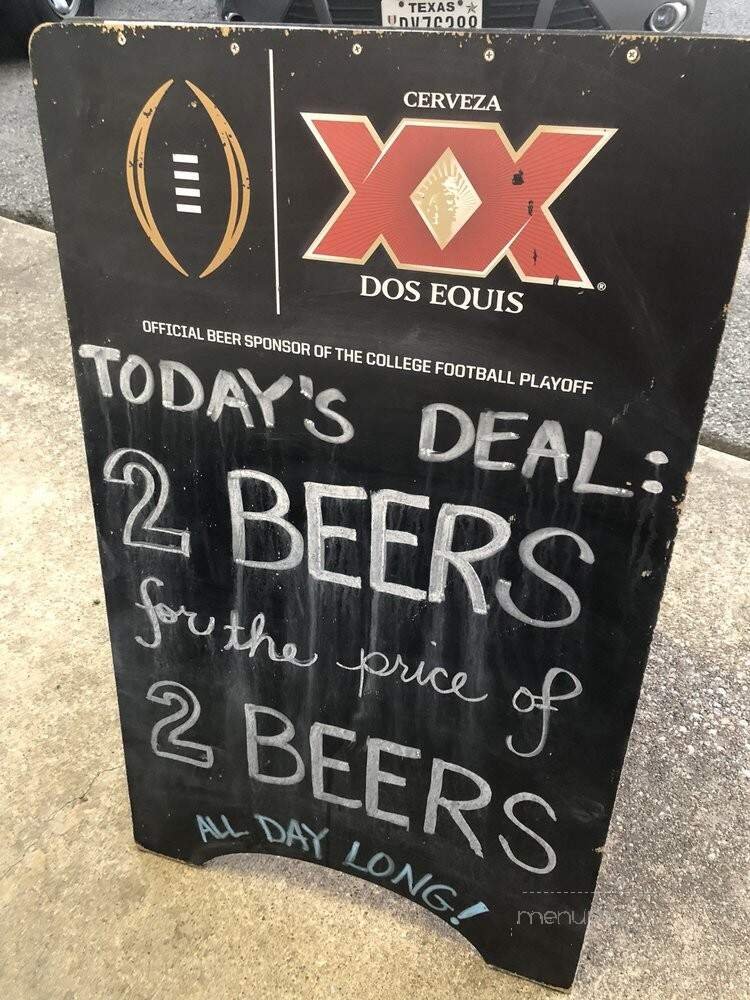 TEXAS
CERVEZA
XX
DOS EQUIS
OFFICIAL BEER SPONSOR OF THE COLLEGE FOOTBALL PLAYOFF
TODAY'S DEAL:
2 BEERS
for the price of
2 BEERS
ALL DAY LONG!
menu